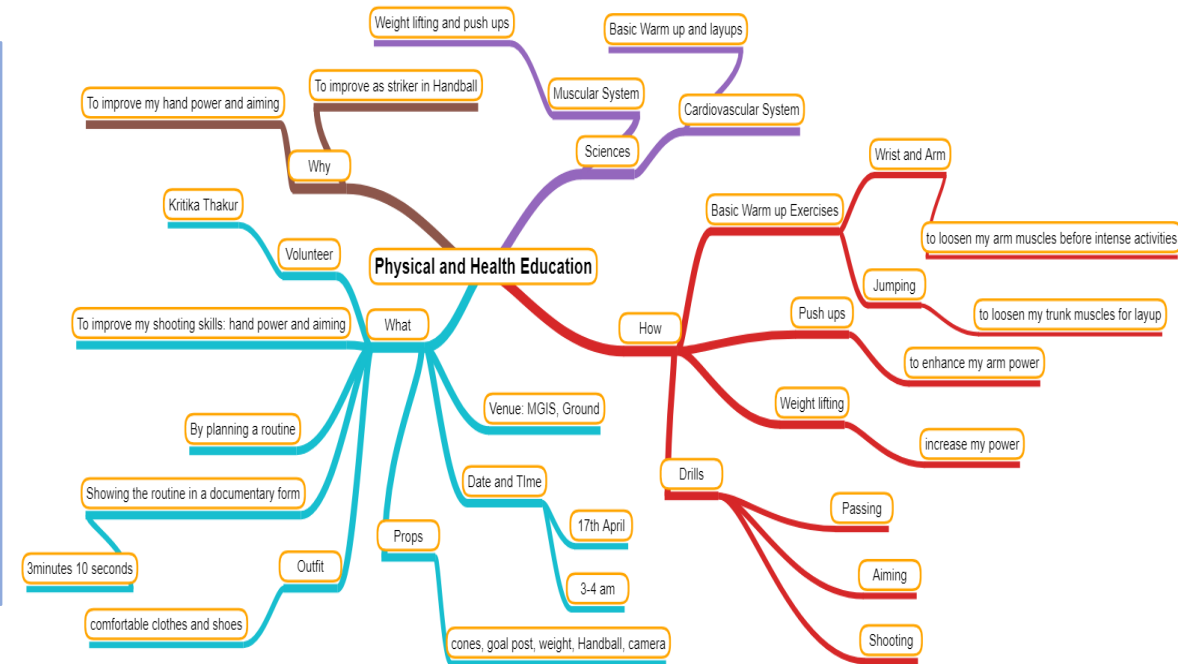 Weight lifting and push ups
Basic Warm up and layups
To improve my hand power and aiming
To improve as striker in Handball
Muscular System
Cardiovascular System
Why
Sciences
Wrist and Arm
Kritika Thakur
Basic Warm up Exercises
to loosen my arm muscles before intense activities
Volunteer
Physical and Health Education
Jumping
to loosen my trunk muscles for layup
To improve my shooting skills: hand power and aiming
What
How
Push ups
to enhance my arm power
Venue: MGIS, Ground
Weight lifting
By planning a routine
increase my power
Showing the routine in a documentary form
Date and TIme
Drills
Passing
17th April
Props
3minutes 10 seconds
Outfit
Aiming
3-4 am
comfortable clothes and shoes
cones, goal post, weight, Handball, camera
Shooting